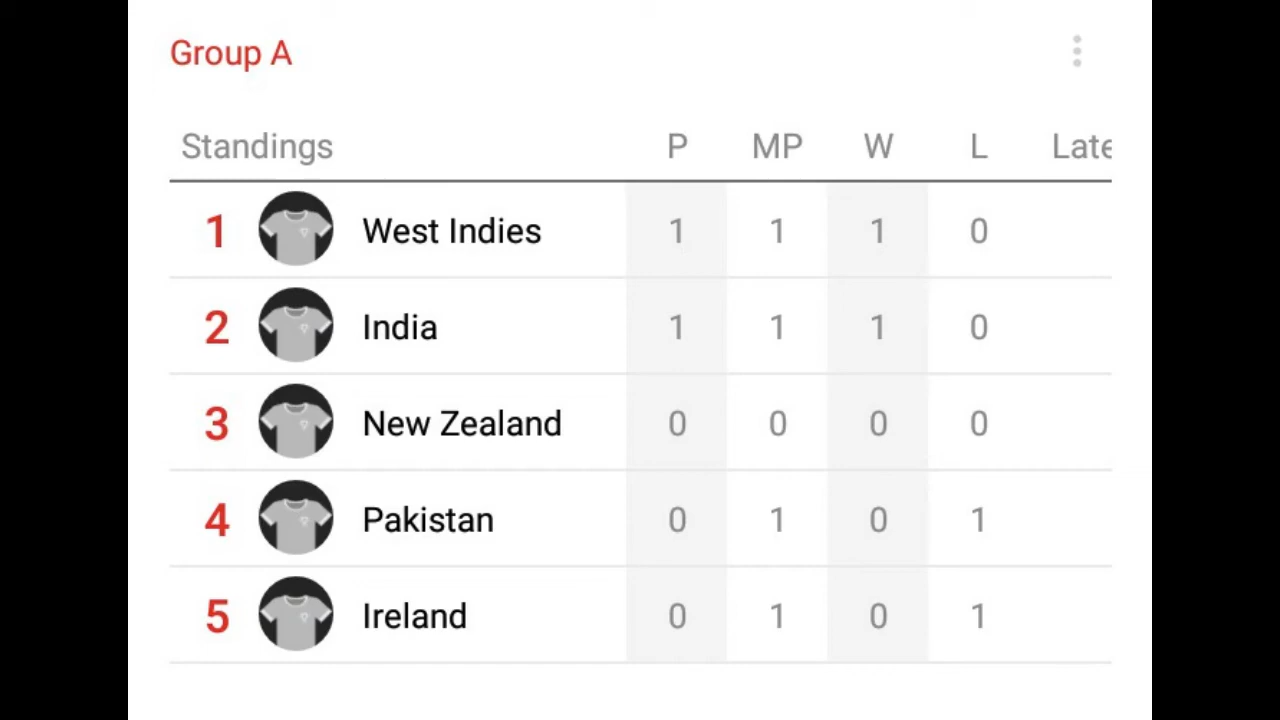 Group A
Standings P MP W L Late
1 West Indies 1 1 1 0
2 India 1 1 1 0
3 New Zealand 0 0 0 0
4 Pakistan 0 1 0 1
5 Ireland 0 1 0 1